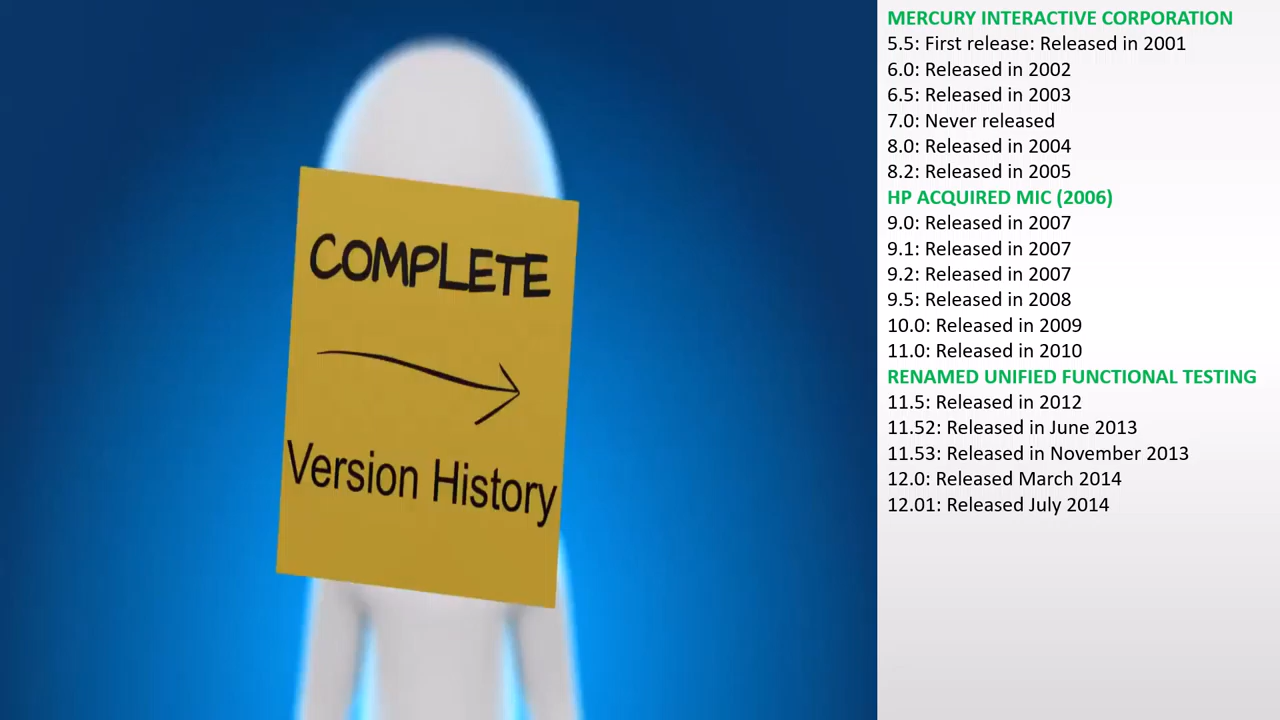 COMPLETE
Version History
MERCURY INTERACTIVE CORPORATION
5.5: First release: Released in 2001
6.0: Released in 2002
6.5: Released in 2003
7.0: Never released
8.0: Released in 2004
8.2: Released in 2005
HP ACQUIRED MIC (2006)
9.0: Released in 2007
9.1: Released in 2007
9.2: Released in 2007
9.5: Released in 2008
10.0: Released in 2009
11.0: Released in 2010
RENAMED UNIFIED FUNCTIONAL TESTING
11.5: Released in 2012
11.52: Released in June 2013
11.53: Released in November 2013
12.0: Released March 2014
12.01: Released July 2014